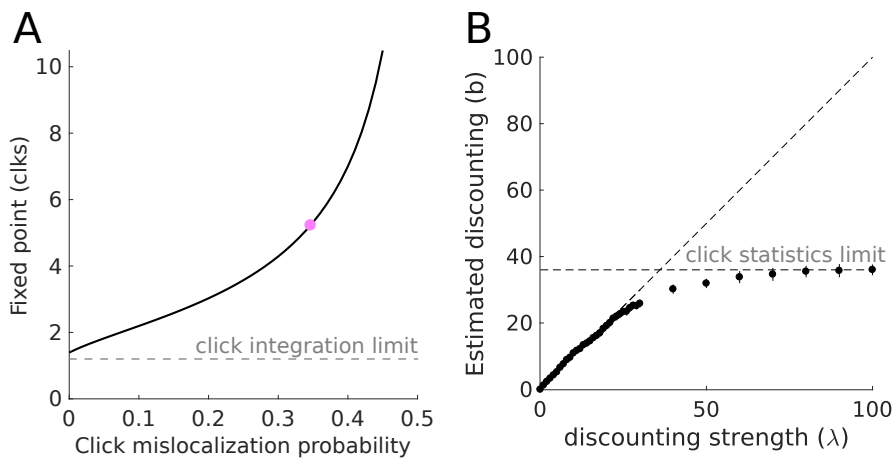 A
10
8
6
4
2
0
Fixed point (clks)
click integration limit
0 0.1 0.2 0.3 0.4 0.5
Click mislocalization probability
B
100
80
60
40
20
0
Estimated discounting (b)
click statistics limit
0 50 100
discounting strength (λ)